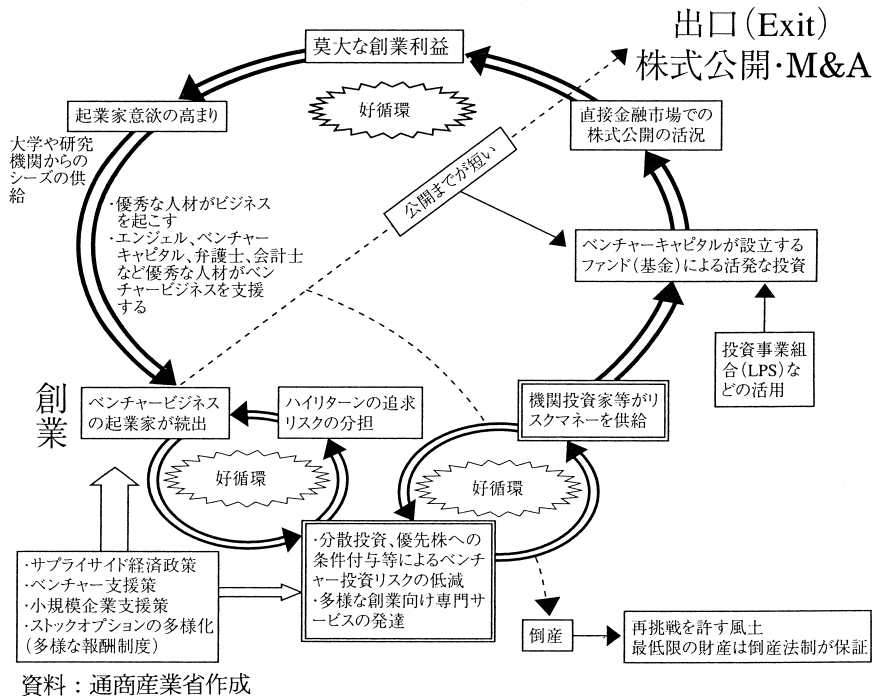 出口(Exit)
株式公開・M&A
莫大な創業利益
好循環
起業家意欲の高まり
直接金融市場での
株式公開の活況
大学や研究
機関からの
シーズの供
給
公開までが短い
・優秀な人材がビジネス
を起こす
・エンジェル、ベンチャー
キャピタル、弁護士、会計士
など優秀な人材がベン
チャービジネスを支援
する
ベンチャーキャピタルが設立する
ファンド(基金)による活発な投資
投資事業組
合(LPS)な
どの活用
創業
ベンチャービジネス
の起業家が続出
ハイリターンの追求
リスクの分担
機関投資家等がリ
スクマネーを供給
好循環
好循環
・サプライサイド経済政策
・ベンチャー支援策
・小規模企業支援策
・ストックオプションの多様化
(多様な報酬制度)
・分散投資、優先株への
条件付与等によるベンチ
ャー投資リスクの低減
・多様な創業向け専門サ
ービスの発達
倒産
再挑戦を許す風土
最低限の財産は倒産法制が保証
資料:通商産業省作成